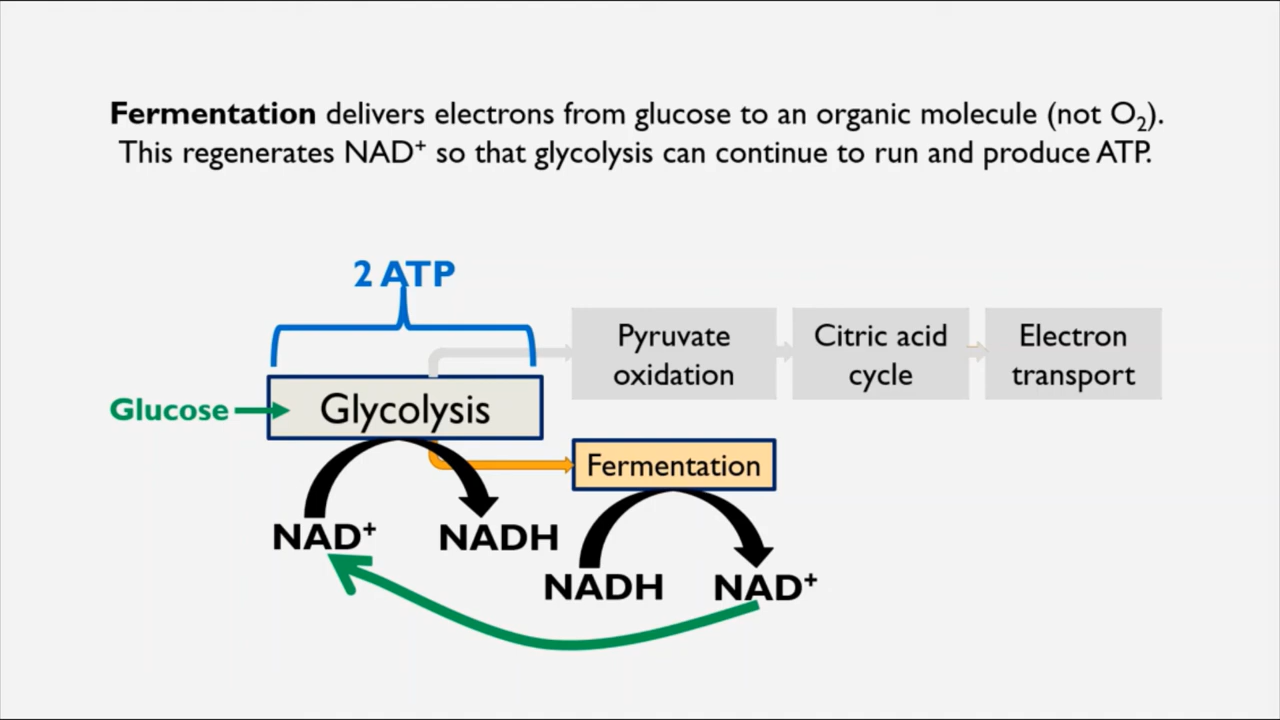 Fermentation delivers electrons from glucose to an organic molecule (not O₂).
This regenerates NAD⁺ so that glycolysis can continue to run and produce ATP.
2 ATP
Pyruvate
oxidation
Citric acid
cycle
Electron
transport
Glucose
Glycolysis
Fermentation
NAD⁺
NADH
NADH
NAD⁺